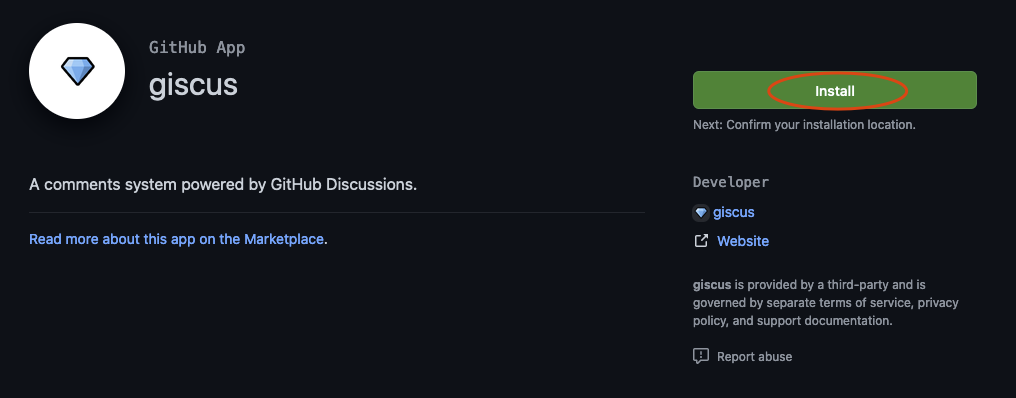 GitHub App
giscus
Install
Next: Confirm your installation location.
A comments system powered by GitHub Discussions.
Read more about this app on the Marketplace.
Developer
giscus
Website
giscus is provided by a third-party and is
governed by separate terms of service, privacy
policy, and support documentation.
Report abuse